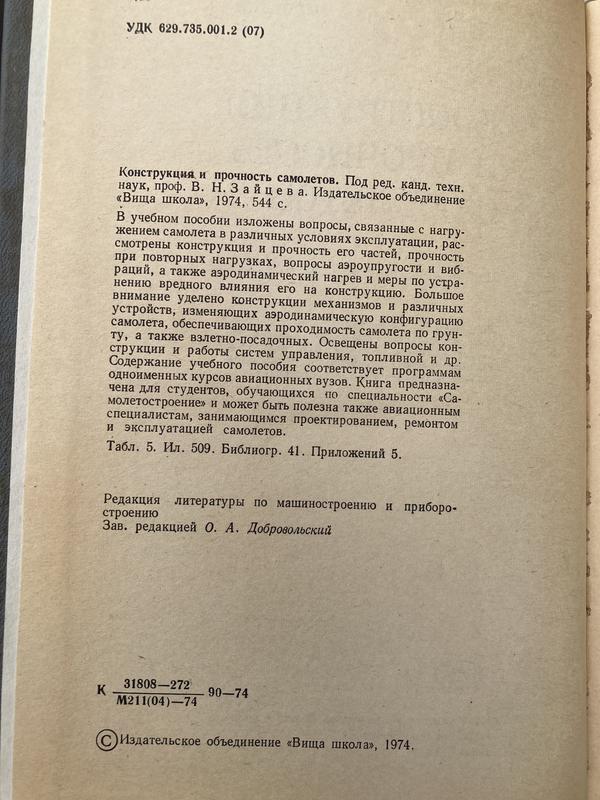 УДК 629.735.001.2 (07)
Конструкция и прочность самолетов. Под ред. канд. техн.
наук, проф. В. Н. Зайцева. Издательское объединение
«Вища школа», 1974, 544 с.
В учебном пособии изложены вопросы, связанные с нагру-
жением самолета в различных условиях эксплуатации, рас-
смотрены конструкция и прочность его частей, прочность
при повторных нагрузках, вопросы аэроупругости и виб-
раций, а также аэродинамический нагрев и меры по устра-
нению вредного влияния его на конструкцию. Большое
внимание уделено конструкции механизмов и различных
устройств, изменяющих аэродинамическую конфигурацию
самолета, обеспечивающих проходимость самолета по грун-
ту, а также взлетно-посадочных. Освещены вопросы кон-
струкции и работы систем управления, топливной и др.
Содержание учебного пособия соответствует программам
одноименных курсов авиационных вузов. Книга предназна-
чена для студентов, обучающихся по специальности «Са-
молетостроение» и может быть полезна также авиационным
специалистам, занимающимся проектированием, ремонтом
и эксплуатацией самолетов.
Табл. 5. Ил. 509. Библиогр. 41. Приложений 5.
Редакция литературы по машиностроению и приборо-
строению
Зав. редакцией О. А. Добровольский
К 31808—272
М211(04)—74 90—74
© Издательское объединение «Вища школа», 1974.